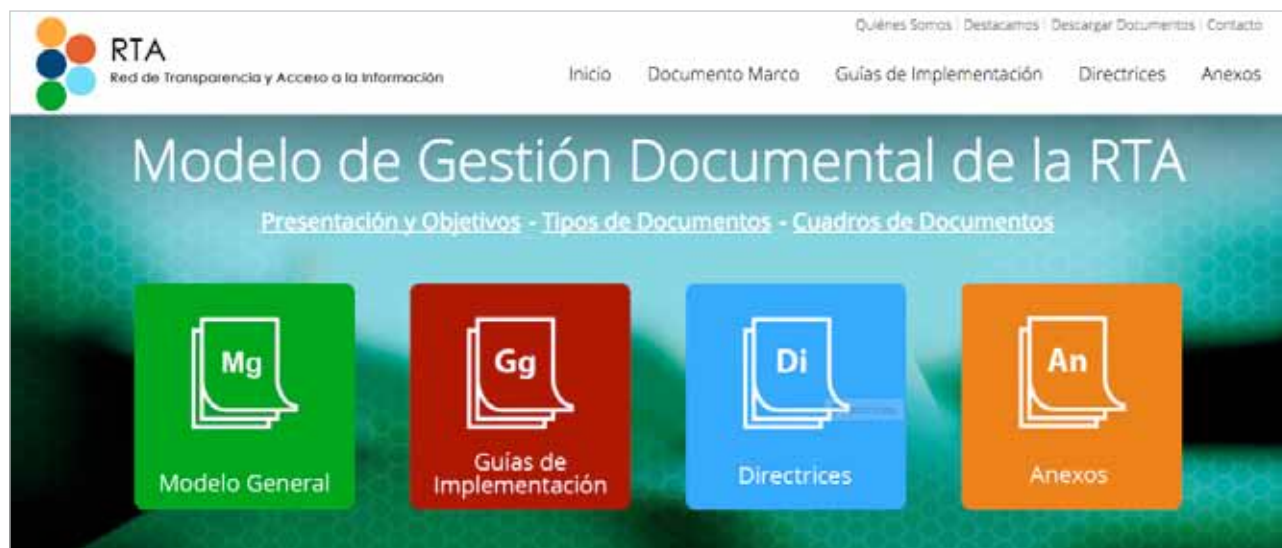 Quiénes Somos | Destacamos | Descargar Documentos | Contacto
RTA
Red de Transparencia y Acceso a la Información
Inicio Documento Marco Guías de Implementación Directrices Anexos
Modelo de Gestión Documental de la RTA
Presentación y Objetivos - Tipos de Documentos - Cuadros de Documentos
Mg
Modelo General
Gg
Guías de
Implementación
Di
Directrices
An
Anexos